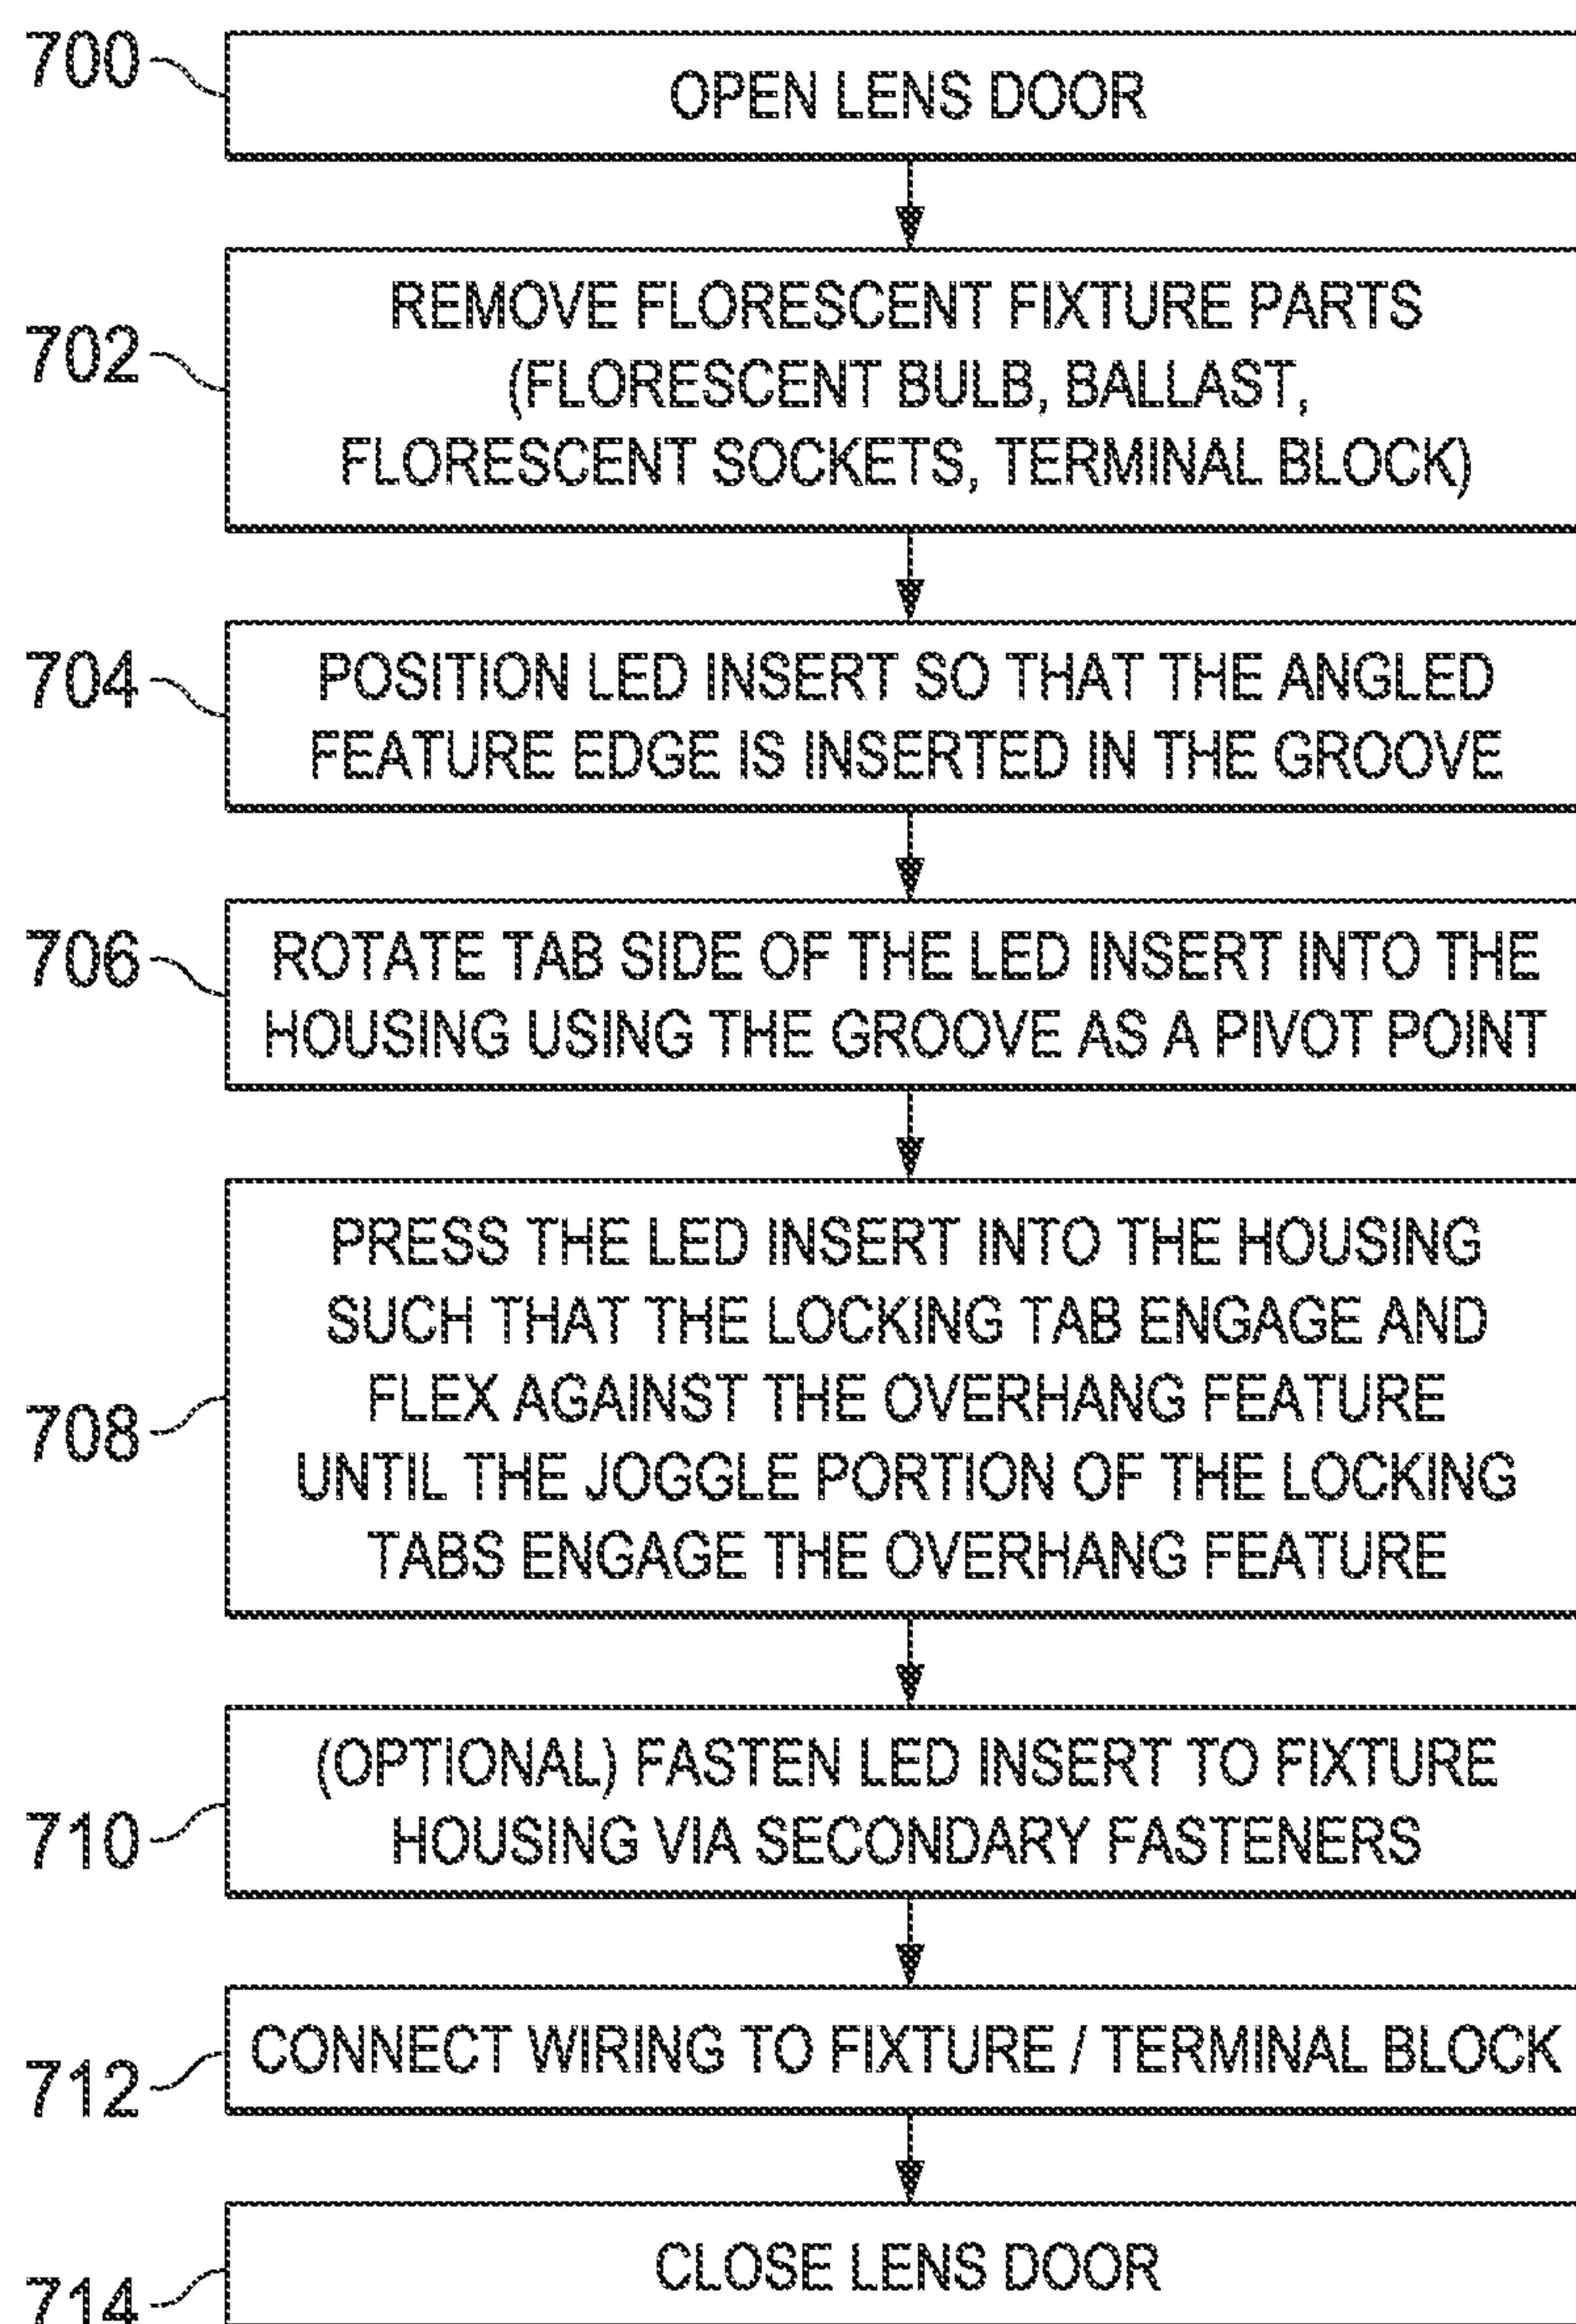 700
OPEN LENS DOOR
702
REMOVE FLORESCENT FIXTURE PARTS
(FLORESCENT BULB, BALLAST,
FLORESCENT SOCKETS, TERMINAL BLOCK)
704
POSITION LED INSERT SO THAT THE ANGLED
FEATURE EDGE IS INSERTED IN THE GROOVE
706
ROTATE TAB SIDE OF THE LED INSERT INTO THE
HOUSING USING THE GROOVE AS A PIVOT POINT
708
PRESS THE LED INSERT INTO THE HOUSING
SUCH THAT THE LOCKING TAB ENGAGE AND
FLEX AGAINST THE OVERHANG FEATURE
UNTIL THE JOGGLE PORTION OF THE LOCKING
TABS ENGAGE THE OVERHANG FEATURE
710
(OPTIONAL) FASTEN LED INSERT TO FIXTURE
HOUSING VIA SECONDARY FASTENERS
712
CONNECT WIRING TO FIXTURE / TERMINAL BLOCK
714
CLOSE LENS DOOR